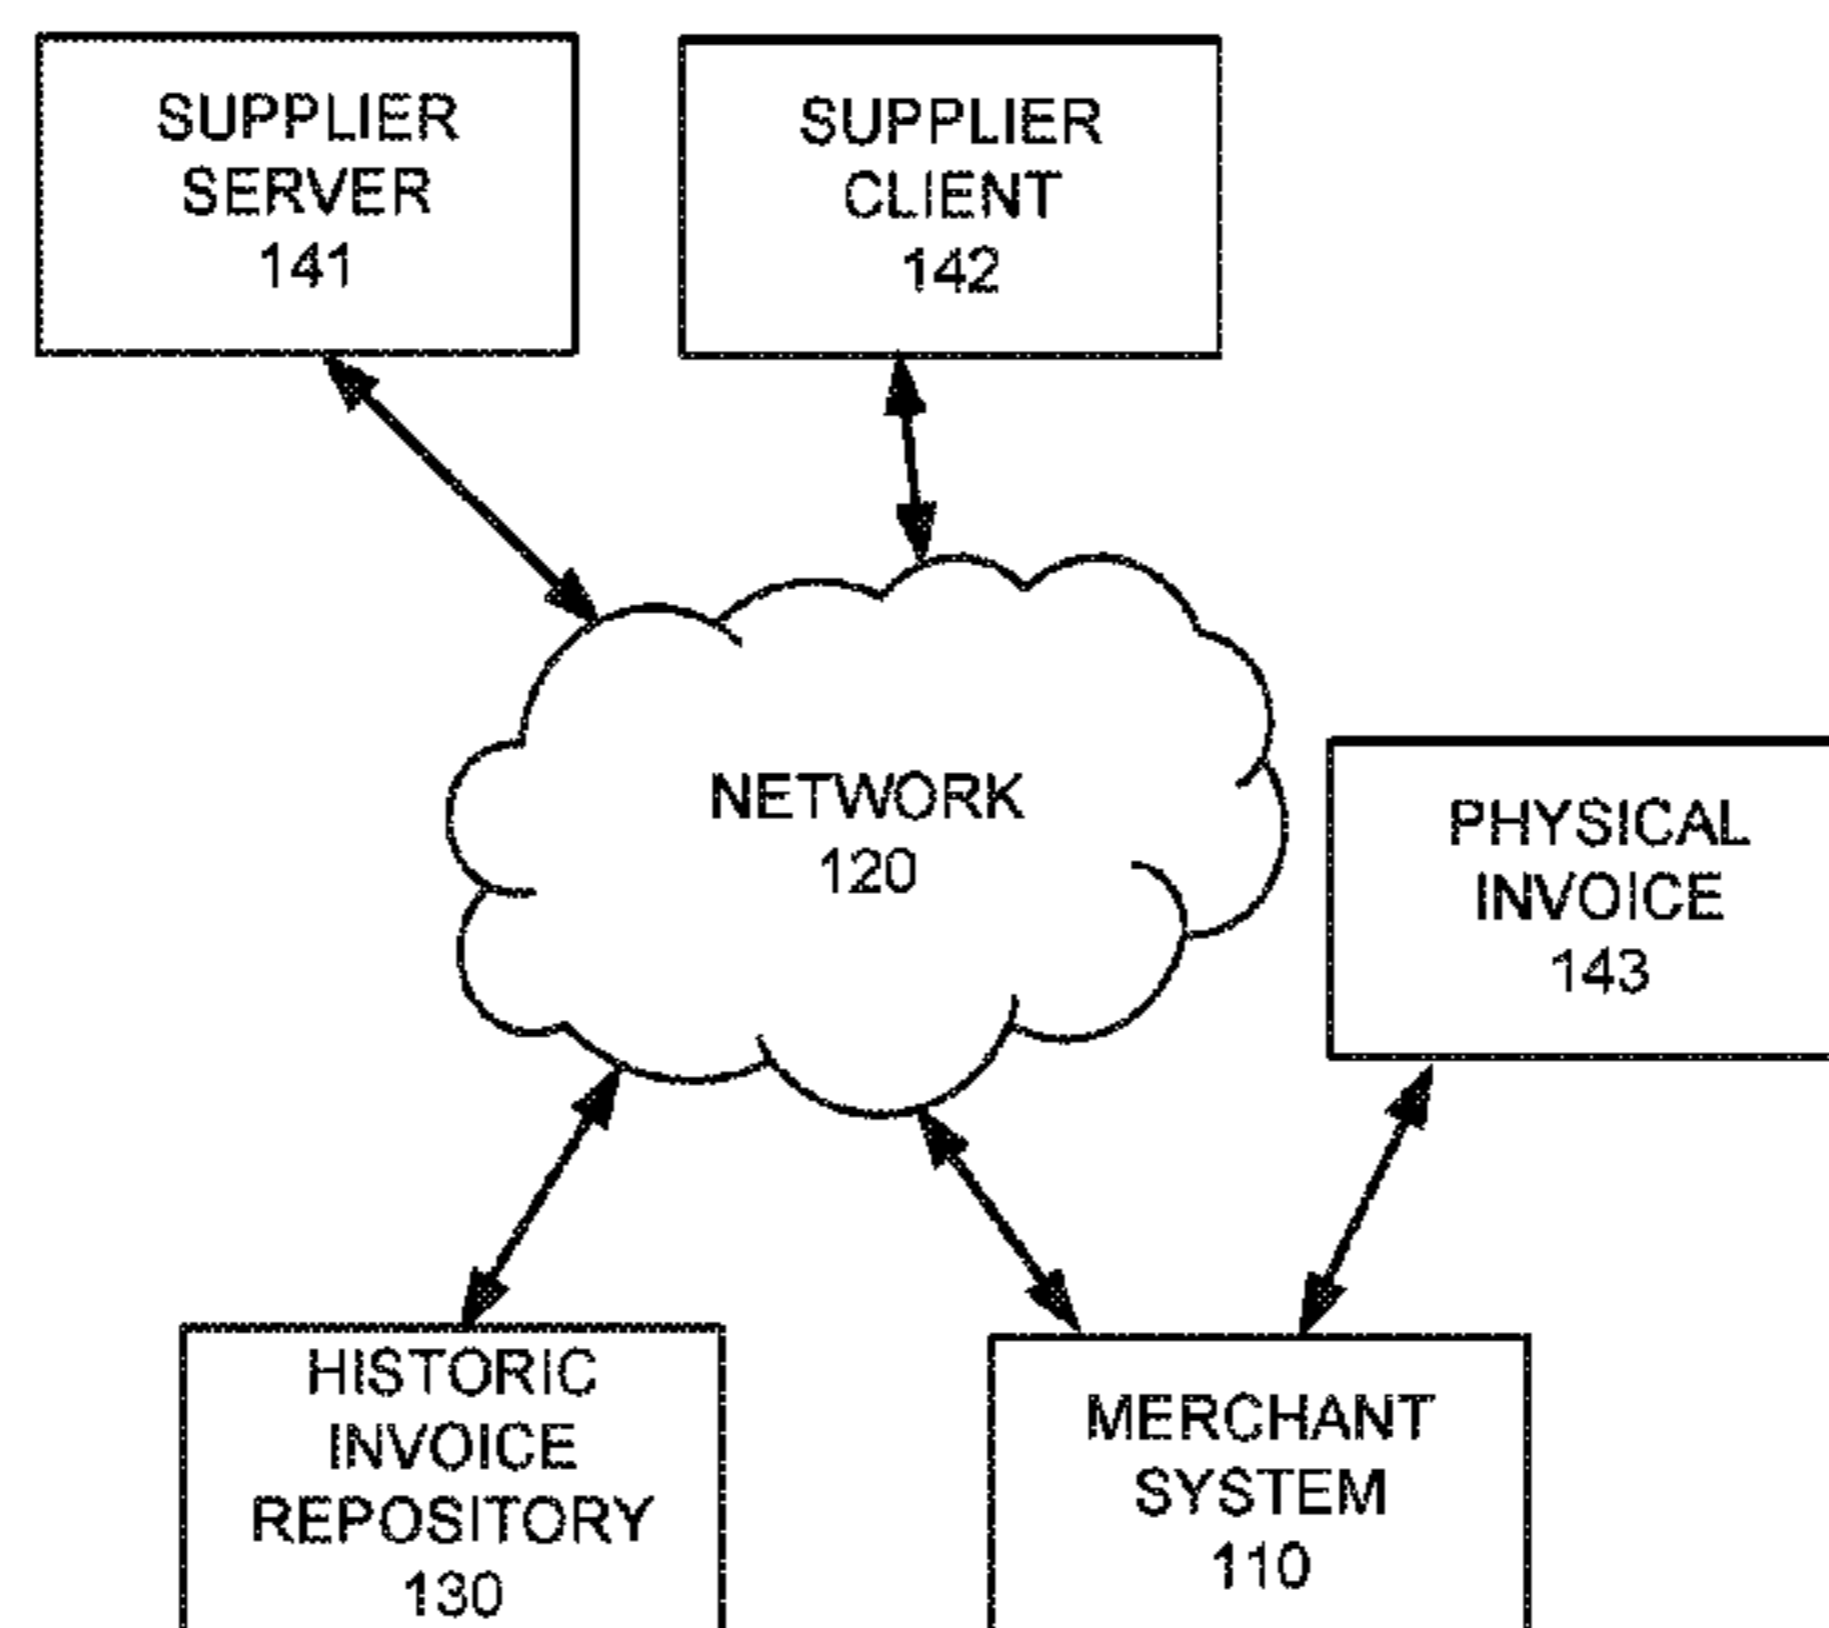 SUPPLIER
SERVER
141
SUPPLIER
CLIENT
142
NETWORK
120
PHYSICAL
INVOICE
143
HISTORIC
INVOICE
REPOSITORY
130
MERCHANT
SYSTEM
110